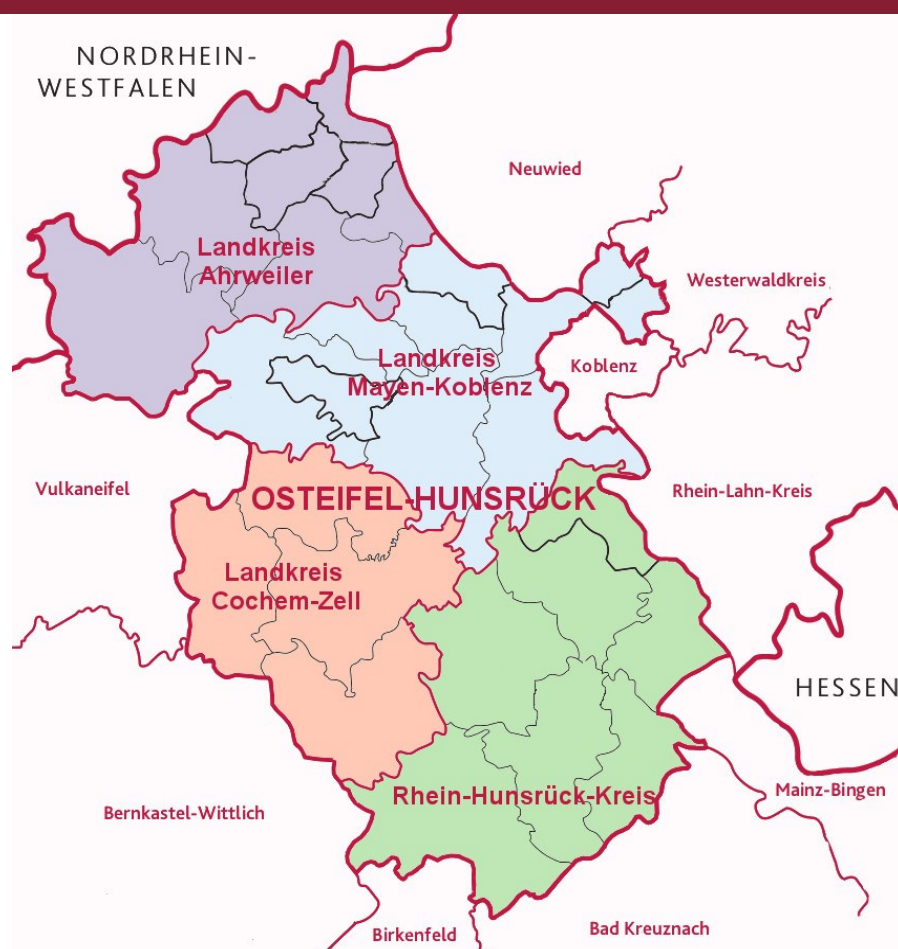 NORDRHEIN-
WESTFALEN
Neuwied
Landkreis
Ahrweiler
Westerwaldkreis
Landkreis
Mayen-Koblenz
Koblenz
Vulkaneifel
OSTEIFEL-HUNSRÜCK
Rhein-Lahn-Kreis
Landkreis
Cochem-Zell
HESSEN
Rhein-Hunsrück-Kreis
Mainz-Bingen
Bernkastel-Wittlich
Birkenfeld
Bad Kreuznach